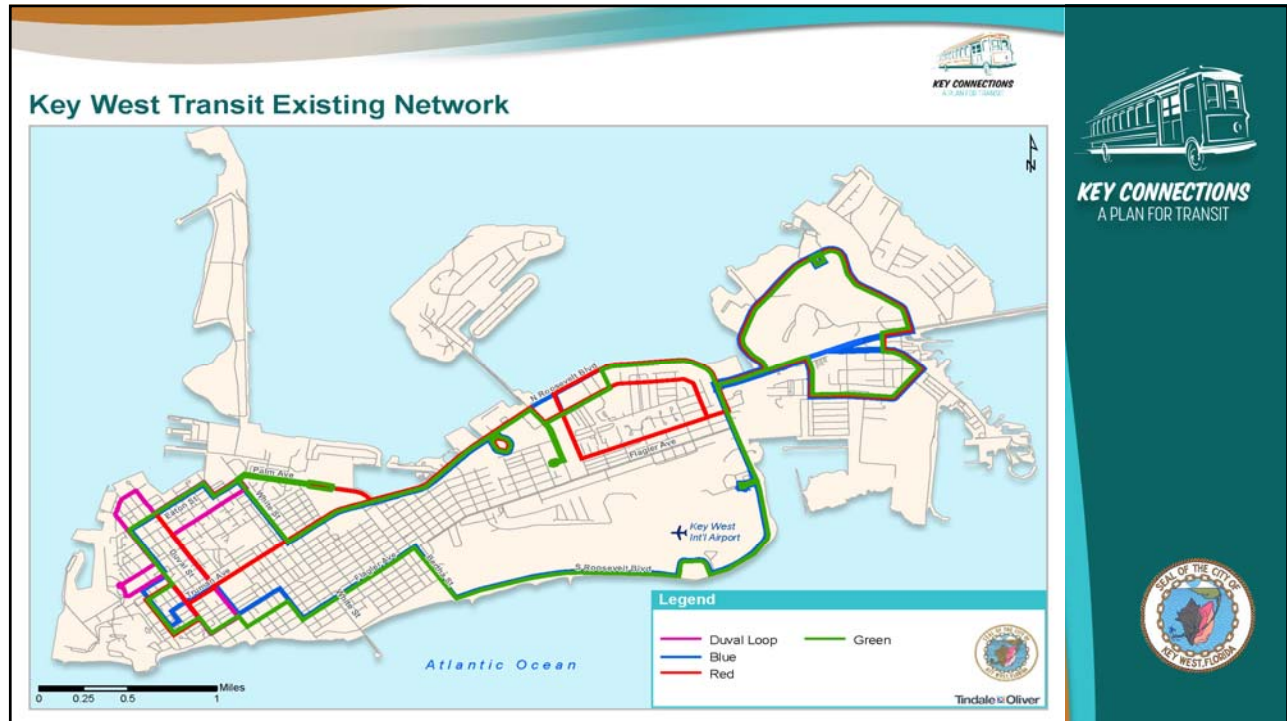 KEY CONNECTIONS
A PLAN FOR TRANSIT
Key West Transit Existing Network
N
N Roosevelt Blvd
Flagler Ave
Palm Ave
Eaton St
White St
Duval St
Truman Ave
Flagler Ave
White St
Key West
Int'l Airport
S Roosevelt Blvd
Atlantic Ocean
Miles
0 0.25 0.5 1
Legend
Duval Loop
Blue
Red
Green
Tindale Oliver
KEY CONNECTIONS
A PLAN FOR TRANSIT
SEAL OF THE CITY OF
KEY WEST, FLORIDA